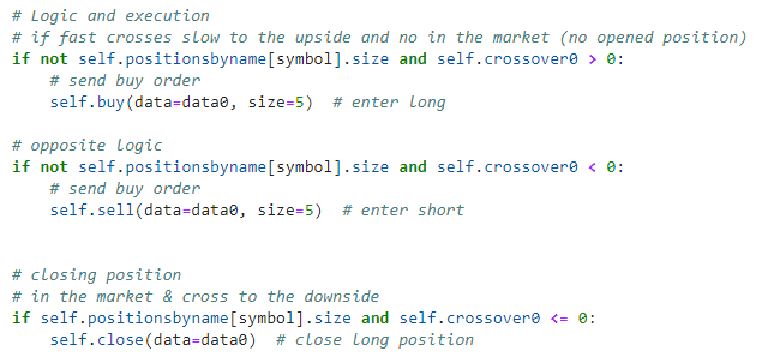 # Logic and execution
# if fast crosses slow to the upside and no in the market (no opened position)
if not self.positionsbyname[symbol].size and self.crossover0 > 0:
    # send buy order
    self.buy(data=data0, size=5)  # enter long
# opposite logic
if not self.positionsbyname[symbol].size and self.crossover0 < 0:
    # send buy order
    self.sell(data=data0, size=5)  # enter short
# closing position
# in the market & cross to the downside
if self.positionsbyname[symbol].size and self.crossover0 <= 0:
    self.close(data=data0)  # close long position